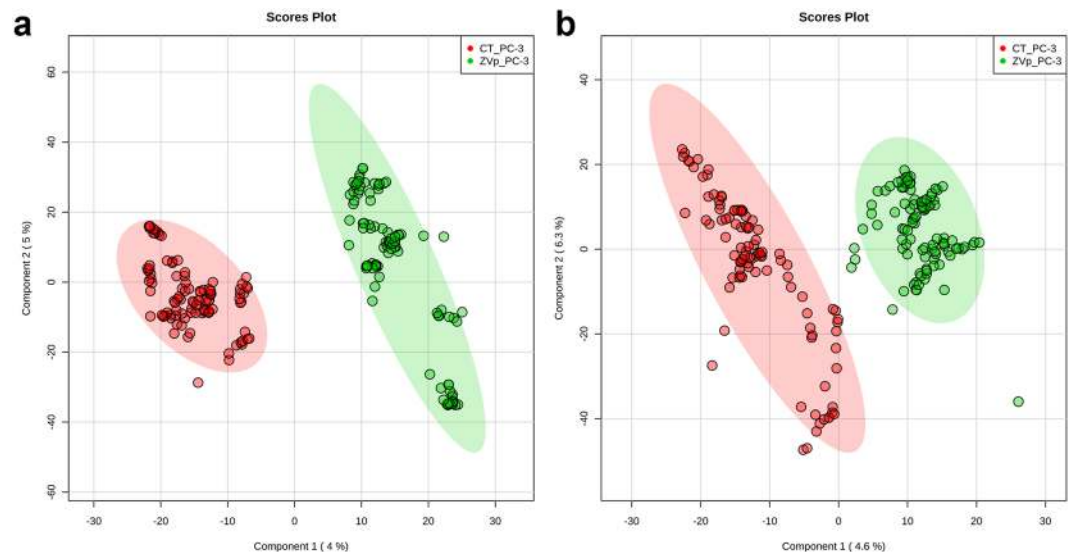 a
Scores Plot
CT_PC-3
ZVp_PC-3
Component 2 ( 5 %)
60
40
20
0
-20
-40
-60
-30
-20
-10
0
10
20
30
Component 1 ( 4 %)
b
Scores Plot
CT_PC-3
ZVp_PC-3
Component 2 ( 6.3 %)
40
20
0
-20
-40
-30
-20
-10
0
10
20
30
Component 1 ( 4.6 %)